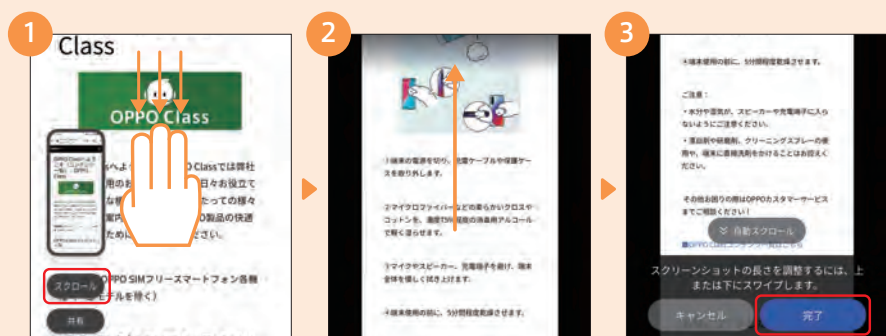 1
Class
OPPO Class
スクロール
OPPO SIMフリースマートフォン各種
モデルを除く）
共有
2
①端末の電源を切り、充電ケーブルや保護ケー
スを取り外します。
②マイクロファイバーなどの柔らかいクロスや
コットンを、濃度75%程度の消毒用アルコール
で軽く湿らせます。
③マイクやスピーカー、充電端子を避け、端末
全体を優しく拭き上げます。
④端末使用の前に、5分間程度乾燥させます。
3
④端末使用の前に、5分間程度乾燥させます。
ご注意：
・水分や湿気が、スピーカーや充電端子に入ら
ないようにご注意ください。
・漂白剤や研磨剤、クリーニングスプレーの使
用や、端末に直接洗剤をかけることはお控えく
ださい。
その他お困りの際はOPPOカスタマーサービス
までご相談ください！
自動スクロール
スクリーンショットの長さを調整するには、上
または下にスワイプします。
キャンセル
完了